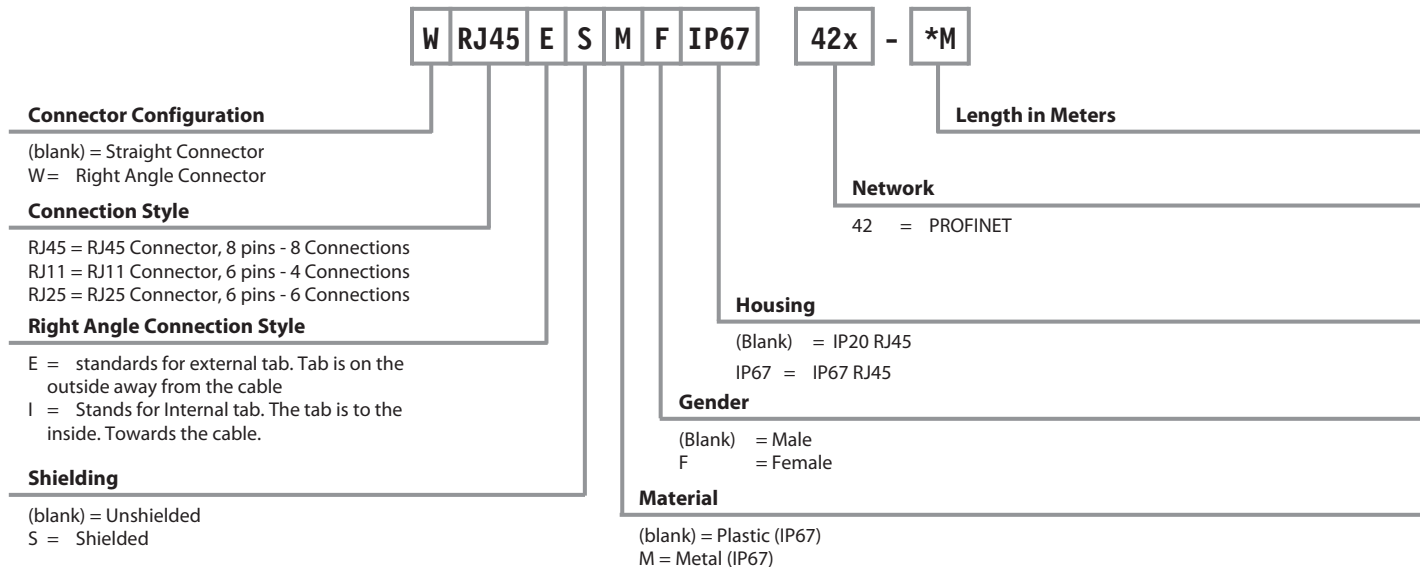 W RJ45 E S M F IP67 42x - *M
Connector Configuration
(blank) = Straight Connector
W = Right Angle Connector
Connection Style
RJ45 = RJ45 Connector, 8 pins - 8 Connections
RJ11 = RJ11 Connector, 6 pins - 4 Connections
RJ25 = RJ25 Connector, 6 pins - 6 Connections
Right Angle Connection Style
E = standards for external tab. Tab is on the
outside away from the cable
I = Stands for Internal tab. The tab is to the
inside. Towards the cable.
Shielding
(blank) = Unshielded
S = Shielded
Length in Meters
Network
42 = PROFINET
Housing
(Blank) = IP20 RJ45
IP67 = IP67 RJ45
Gender
(Blank) = Male
F = Female
Material
(blank) = Plastic (IP67)
M = Metal (IP67)